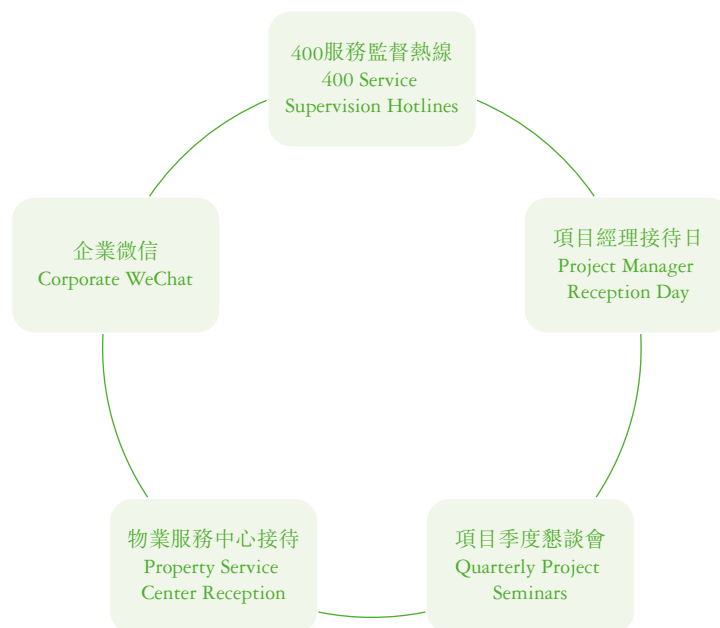 400服務監督熱線
400 Service
Supervision Hotlines
企業微信
Corporate WeChat
項目經理接待日
Project Manager
Reception Day
物業服務中心接待
Property Service
Center Reception
項目季度懇談會
Quarterly Project
Seminars